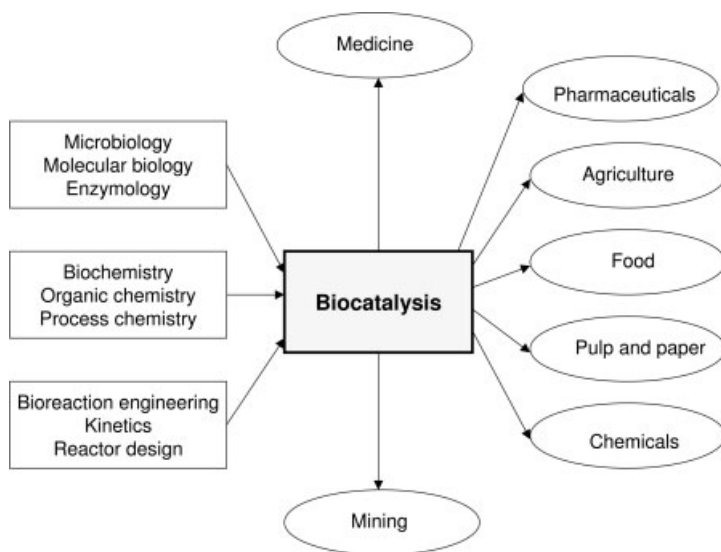 Medicine
Pharmaceuticals
Microbiology
Molecular biology
Enzymology
Agriculture
Biochemistry
Organic chemistry
Process chemistry
Biocatalysis
Food
Pulp and paper
Bioreaction engineering
Kinetics
Reactor design
Chemicals
Mining